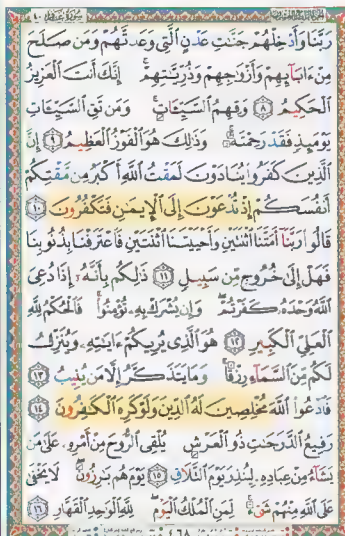 رَبَّنَا وَأَدْخِلْهُمْ جَنَّٰتِ عَدْنٍ ٱلَّتِى وَعَدتَّهُمْ وَمَن صَلَحَ
مِنْ ءَابَآئِهِمْ وَأَزْوَٰجِهِمْ وَذُرِّيَّٰتِهِمْ إِنَّكَ أَنتَ ٱلْعَزِيزُ
ٱلْحَكِيمُ ٨ وَقِهِمُ ٱلسَّيِّـَٔاتِ وَمَن تَقِ ٱلسَّيِّـَٔاتِ
يَوْمَئِذٍ فَقَدْ رَحِمْتَهُۥ وَذَٰلِكَ هُوَ ٱلْفَوْزُ ٱلْعَظِيمُ ٩ إِنَّ
ٱلَّذِينَ كَفَرُوا۟ يُنَادَوْنَ لَمَقْتُ ٱللَّهِ أَكْبَرُ مِن مَّقْتِكُمْ
أَنفُسَكُمْ إِذْ تُدْعَوْنَ إِلَى ٱلْإِيمَٰنِ فَتَكْفُرُونَ ١٠
قَالُوا۟ رَبَّنَآ أَمَتَّنَا ٱثْنَتَيْنِ وَأَحْيَيْتَنَا ٱثْنَتَيْنِ فَٱعْتَرَفْنَا بِذُنُوبِنَا
فَهَلْ إِلَىٰ خُرُوجٍ مِّن سَبِيلٍ ١١ ذَٰلِكُم بِأَنَّهُۥٓ إِذَا دُعِىَ
ٱللَّهُ وَحْدَهُۥ كَفَرْتُمْ وَإِن يُشْرَكْ بِهِۦ تُؤْمِنُوا۟ فَٱلْحُكْمُ لِلَّهِ
ٱلْعَلِىِّ ٱلْكَبِيرِ ١٢ هُوَ ٱلَّذِى يُرِيكُمْ ءَايَٰتِهِۦ وَيُنَزِّلُ
لَكُم مِّنَ ٱلسَّمَآءِ رِزْقًا وَمَا يَتَذَكَّرُ إِلَّا مَن يُنِيبُ ١٣
فَٱدْعُوا۟ ٱللَّهَ مُخْلِصِينَ لَهُ ٱلدِّينَ وَلَوْ كَرِهَ ٱلْكَٰفِرُونَ ١٤
رَفِيعُ ٱلدَّرَجَٰتِ ذُو ٱلْعَرْشِ يُلْقِى ٱلرُّوحَ مِنْ أَمْرِهِۦ عَلَىٰ مَن
يَشَآءُ مِنْ عِبَادِهِۦ لِيُنذِرَ يَوْمَ ٱلتَّلَاقِ ١٥ يَوْمَ هُم بَٰرِزُونَ لَا يَخْفَىٰ
عَلَى ٱللَّهِ مِنْهُمْ شَىْءٌ لِّمَنِ ٱلْمُلْكُ ٱلْيَوْمَ لِلَّهِ ٱلْوَٰحِدِ ٱلْقَهَّارِ ١٦
٤٦٨